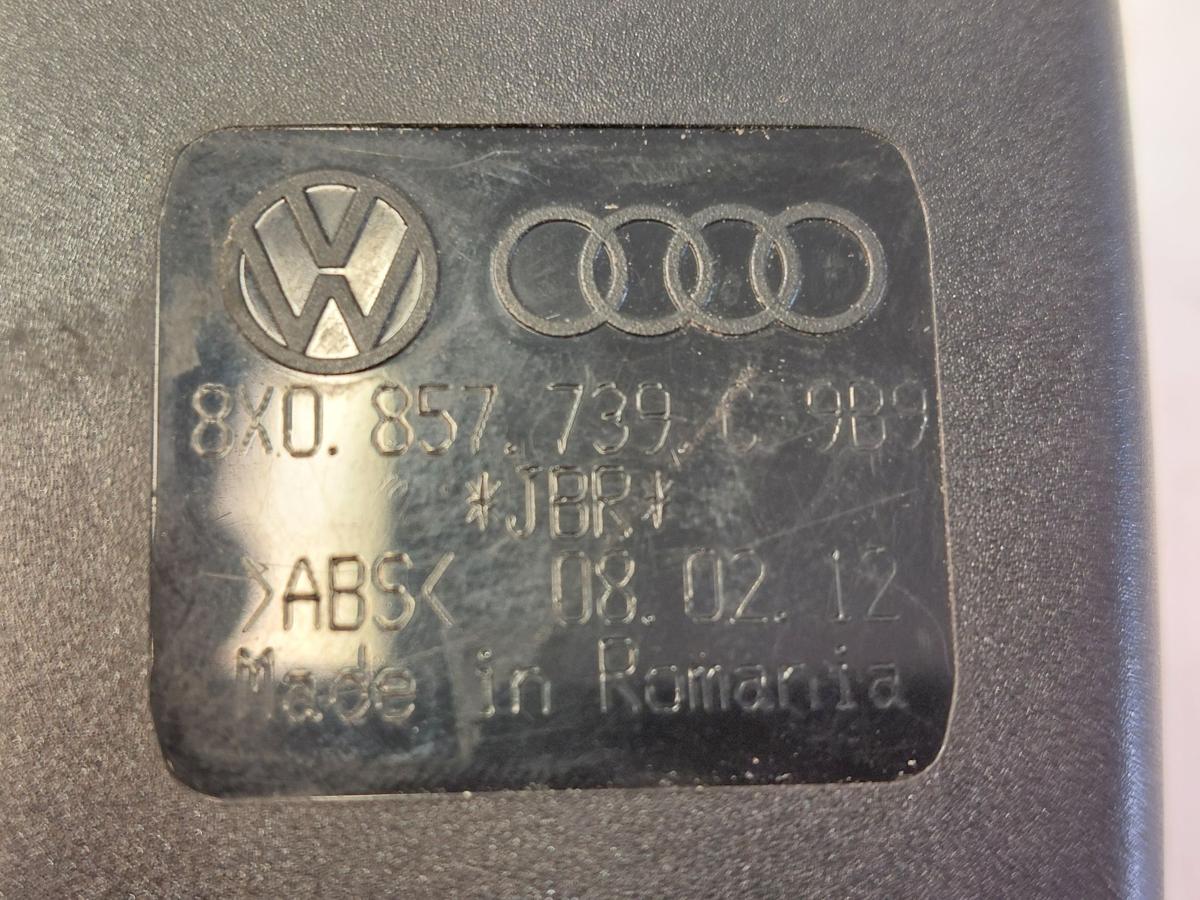 8X0.857.739.C 9B9
*JBR*
>ABS< 08.02.12
Made in Romania